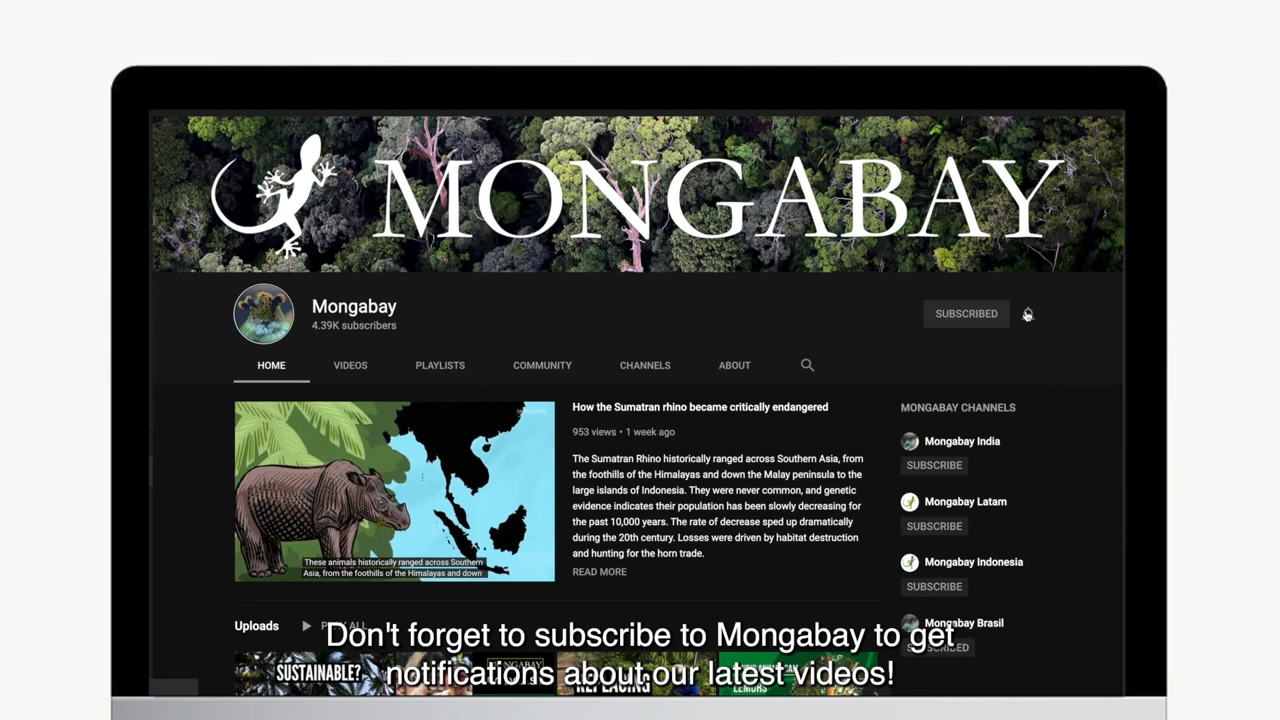 MONGABAY
Mongabay
4.39K subscribers
SUBSCRIBED
HOME
VIDEOS
PLAYLISTS
COMMUNITY
CHANNELS
ABOUT
How the Sumatran rhino became critically endangered
953 views • 1 week ago
The Sumatran Rhino historically ranged across Southern Asia, from
the foothills of the Himalayas and down the Malay peninsula to the
large islands of Indonesia. They were never common, and genetic
evidence indicates their population has been slowly decreasing for
the past 10,000 years. The rate of decrease sped up dramatically
during the 20th century. Losses were driven by habitat destruction
and hunting for the horn trade.
READ MORE
These animals historically ranged across Southern
Asia, from the foothills of the Himalayas and down
MONGABAY CHANNELS
Mongabay India
SUBSCRIBE
Mongabay Latam
SUBSCRIBE
Mongabay Indonesia
SUBSCRIBE
Mongabay Brasil
Uploads
Don't forget to subscribe to Mongabay to get
notifications about our latest videos!
SUSTAINABLE?
MONGABAY
REPLACING
LEMURS